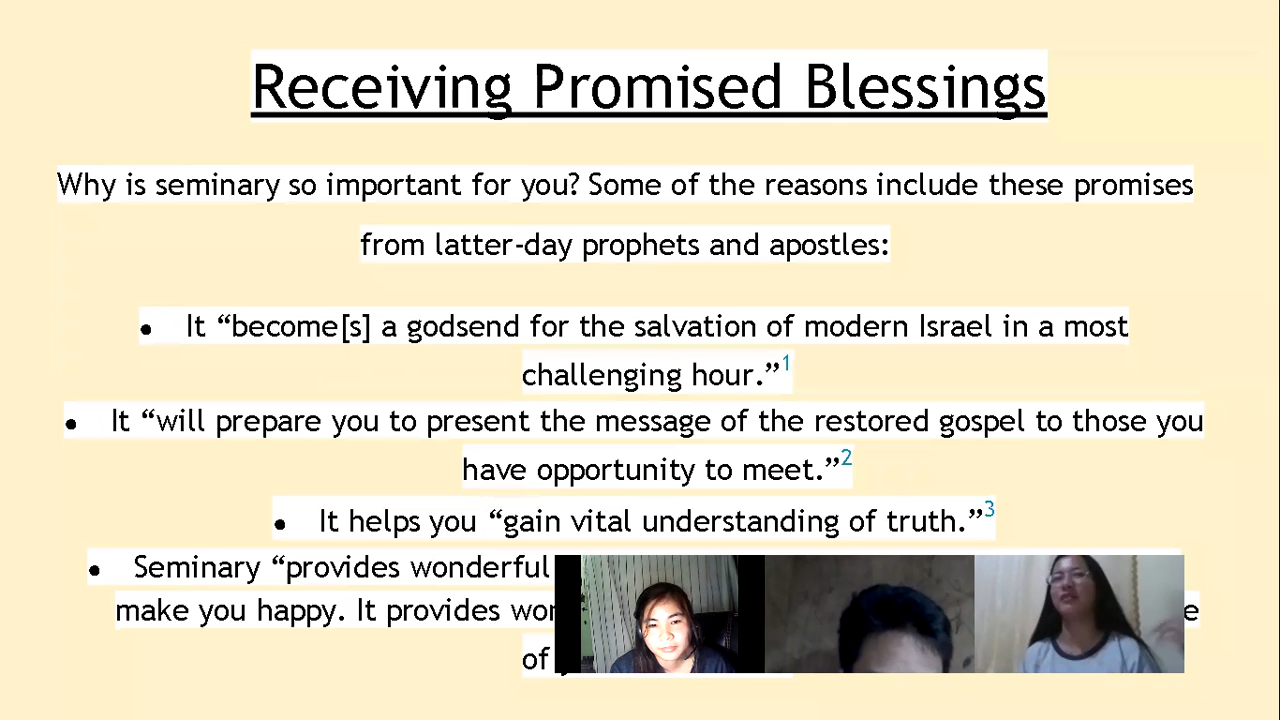 Receiving Promised Blessings
Why is seminary so important for you? Some of the reasons include these promises
from latter-day prophets and apostles:
● It “become[s] a godsend for the salvation of modern Israel in a most
challenging hour.”1
● It “will prepare you to present the message of the restored gospel to those you
have opportunity to meet.”2
● It helps you “gain vital understanding of truth.”3
● Seminary “provides wonderful
make you happy. It provides
of